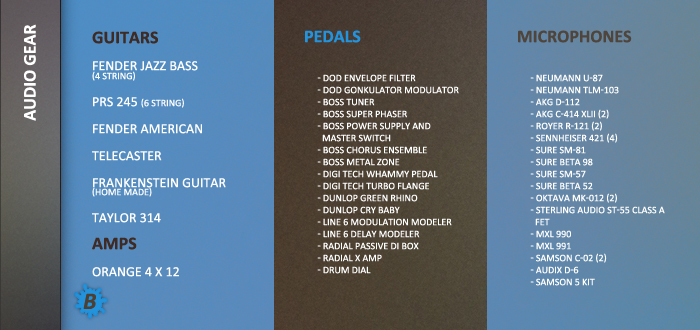 AUDIO GEAR
GUITARS
FENDER JAZZ BASS
(4 STRING)
PRS 245 (6 STRING)
FENDER AMERICAN
TELECASTER
FRANKENSTEIN GUITAR
(HOME MADE)
TAYLOR 314
AMPS
ORANGE 4 X 12
B
PEDALS
- DOD ENVELOPE FILTER
- DOD GONKULATOR MODULATOR
- BOSS TUNER
- BOSS SUPER PHASER
- BOSS POWER SUPPLY AND
MASTER SWITCH
- BOSS CHORUS ENSEMBLE
- BOSS METAL ZONE
- DIGI TECH WHAMMY PEDAL
- DIGI TECH TURBO FLANGE
- DUNLOP GREEN RHINO
- DUNLOP CRY BABY
- LINE 6 MODULATION MODELER
- LINE 6 DELAY MODELER
- RADIAL PASSIVE DI BOX
- RADIAL X AMP
- DRUM DIAL
MICROPHONES
- NEUMANN U-87
- NEUMANN TLM-103
- AKG D-112
- AKG C-414 XLII (2)
- ROYER R-121 (2)
- SENNHEISER 421 (4)
- SURE SM-81
- SURE BETA 98
- SURE SM-57
- SURE BETA 52
- OKTAVA MK-012 (2)
- STERLING AUDIO ST-55 CLASS A
FET
- MXL 990
- MXL 991
- SAMSON C-02 (2)
- AUDIX D-6
- SAMSON 5 KIT